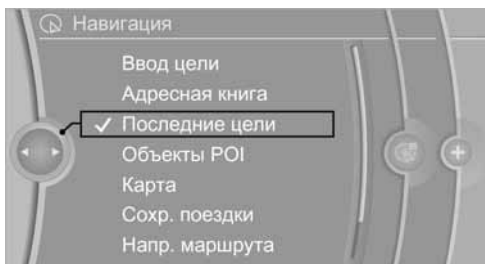 Навигация
Ввод цели
Адресная книга
Последние цели
Объекты POI
Карта
Сохр. поездки
Напр. маршрута